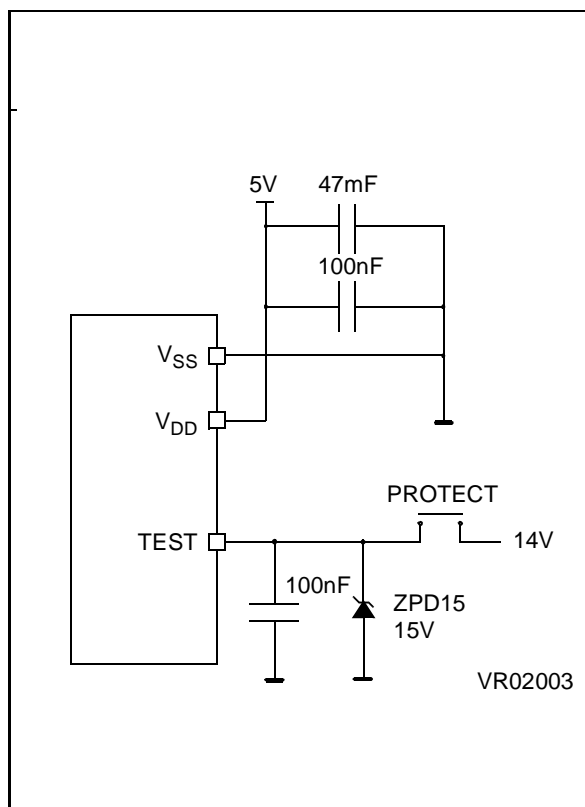 5V 47mF
100nF
VSS
VDD
PROTECT
TEST 14V
100nF ZPD15
15V
VR02003